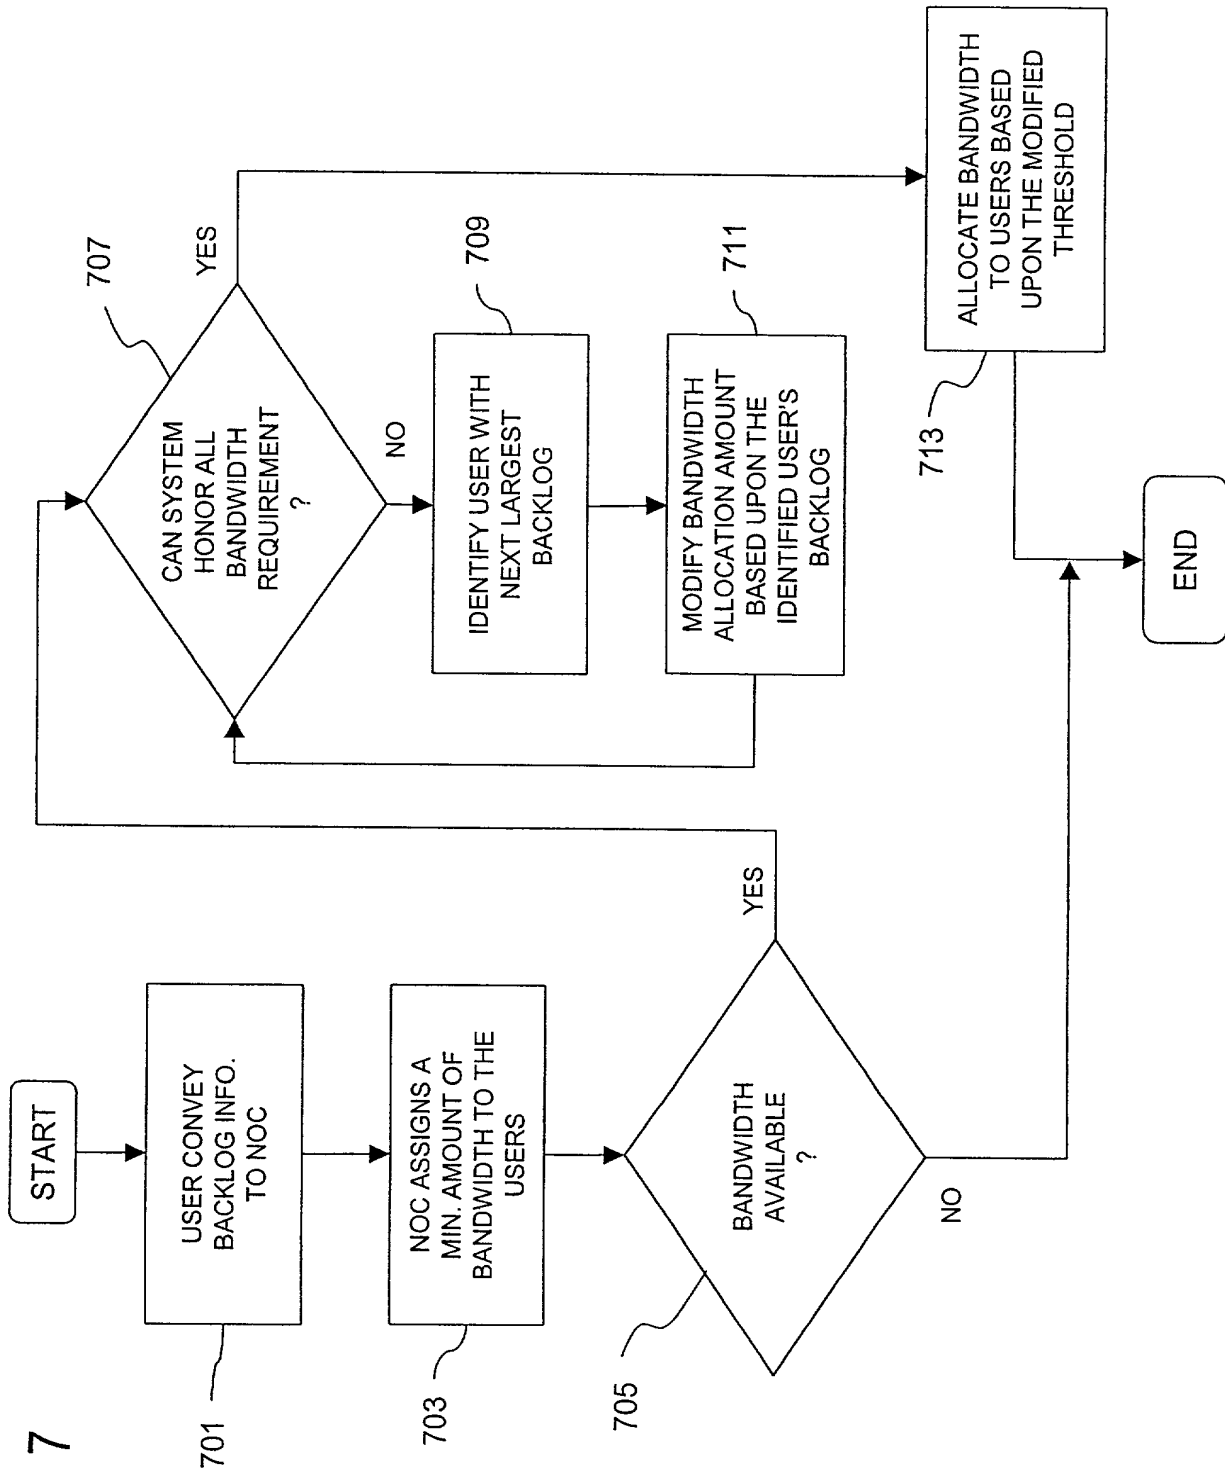 7
START
701
USER CONVEY
BACKLOG INFO.
TO NOC
703
NOC ASSIGNS A
MIN. AMOUNT OF
BANDWIDTH TO THE
USERS
705
BANDWIDTH
AVAILABLE
?
YES
NO
707
CAN SYSTEM
HONOR ALL
BANDWIDTH
REQUIREMENT
?
YES
NO
709
IDENTIFY USER WITH
NEXT LARGEST
BACKLOG
711
MODIFY BANDWIDTH
ALLOCATION AMOUNT
BASED UPON THE
IDENTIFIED USER'S
BACKLOG
713
ALLOCATE BANDWIDTH
TO USERS BASED
UPON THE MODIFIED
THRESHOLD
END